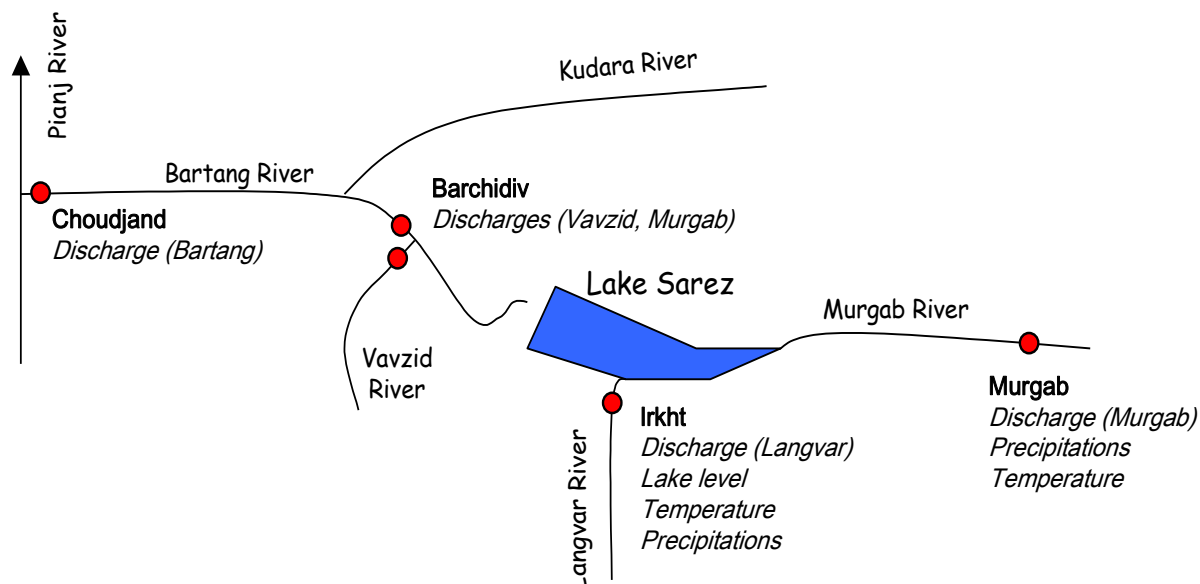 Pianj River
Kudara River
Bartang River
Choudjand
Discharge (Bartang)
Barchidiv
Discharges (Vavzid, Murgab)
Vavzid
River
Lake Sarez
Murgab River
Langvar River
Irkht
Discharge (Langvar)
Lake level
Temperature
Precipitations
Murgab
Discharge (Murgab)
Precipitations
Temperature